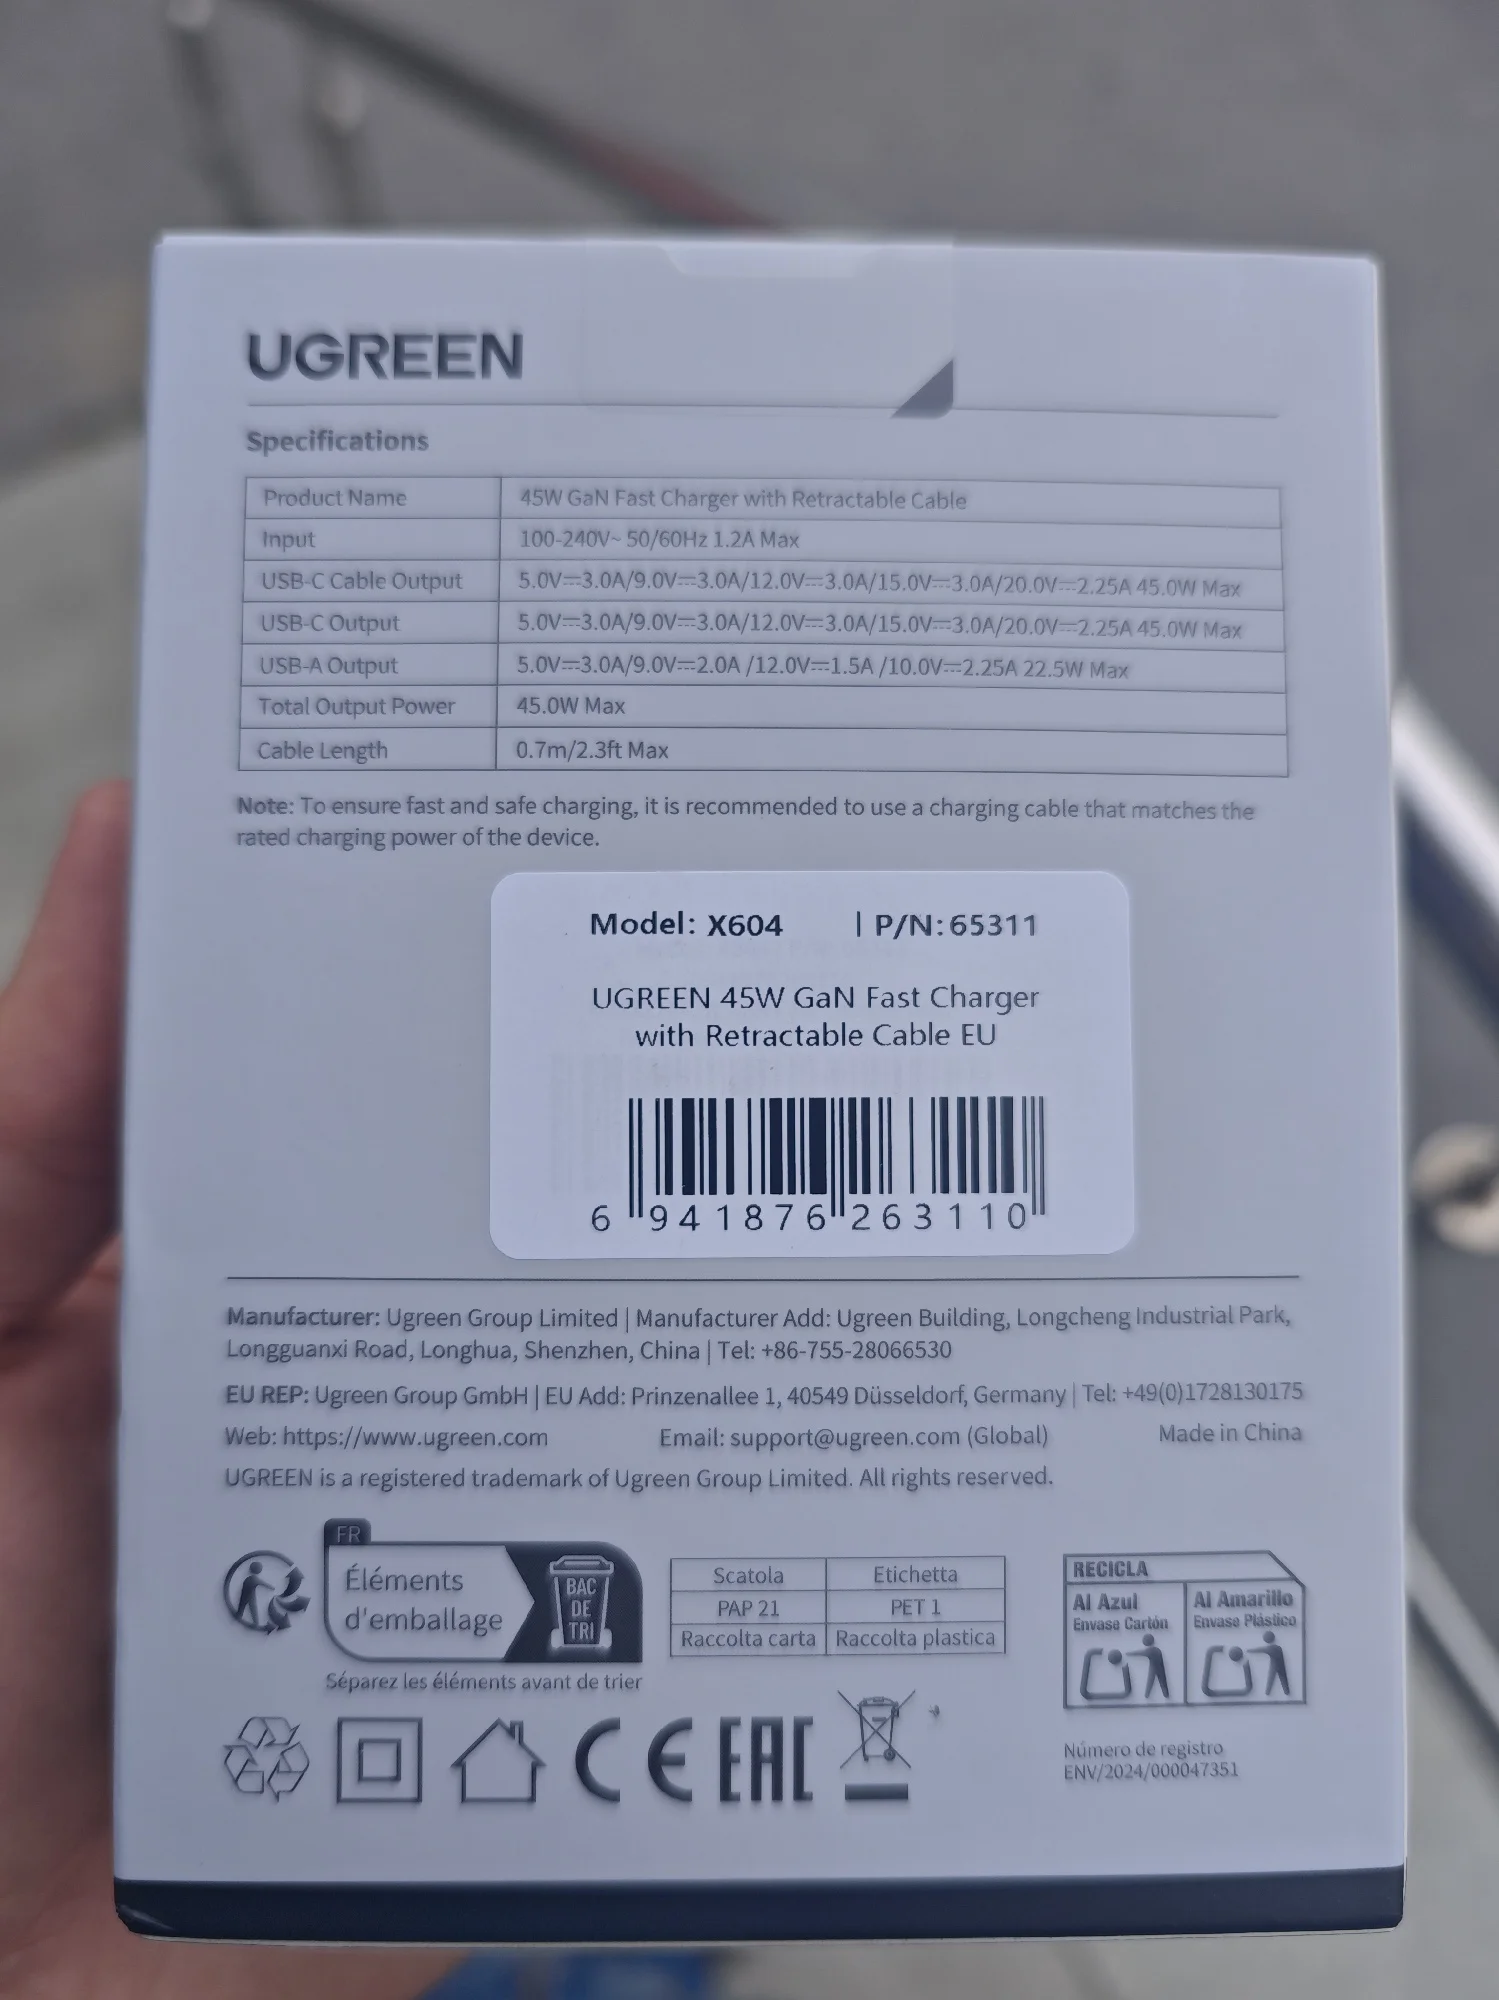 UGREEN
Specifications
Product Name 45W GaN Fast Charger with Retractable Cable
Input 100-240V~ 50/60Hz 1.2A Max
USB-C Cable Output 5.0V⎓3.0A/9.0V⎓3.0A/12.0V⎓3.0A/15.0V⎓3.0A/20.0V⎓2.25A 45.0W Max
USB-C Output 5.0V⎓3.0A/9.0V⎓3.0A/12.0V⎓3.0A/15.0V⎓3.0A/20.0V⎓2.25A 45.0W Max
USB-A Output 5.0V⎓3.0A/9.0V⎓2.0A /12.0V⎓1.5A /10.0V⎓2.25A 22.5W Max
Total Output Power 45.0W Max
Cable Length 0.7m/2.3ft Max
Note: To ensure fast and safe charging, it is recommended to use a charging cable that matches the
rated charging power of the device.
Model: X604 | P/N:65311
UGREEN 45W GaN Fast Charger
with Retractable Cable EU
6 941876 263110
Manufacturer: Ugreen Group Limited | Manufacturer Add: Ugreen Building, Longcheng Industrial Park,
Longguanxi Road, Longhua, Shenzhen, China | Tel: +86-755-28066530
EU REP: Ugreen Group GmbH | EU Add: Prinzenallee 1, 40549 Düsseldorf, Germany | Tel: +49(0)1728130175
Web: https://www.ugreen.com Email: support@ugreen.com (Global) Made in China
UGREEN is a registered trademark of Ugreen Group Limited. All rights reserved.
FR
Éléments
d'emballage
BAC
DE
TRI
Séparez les éléments avant de trier
Scatola Etichetta
PAP 21 PET 1
Raccolta carta Raccolta plastica
RECICLA
Al Azul Al Amarillo
Envase Cartón Envase Plástico
CE EAC
Número de registro
ENV/2024/000047351